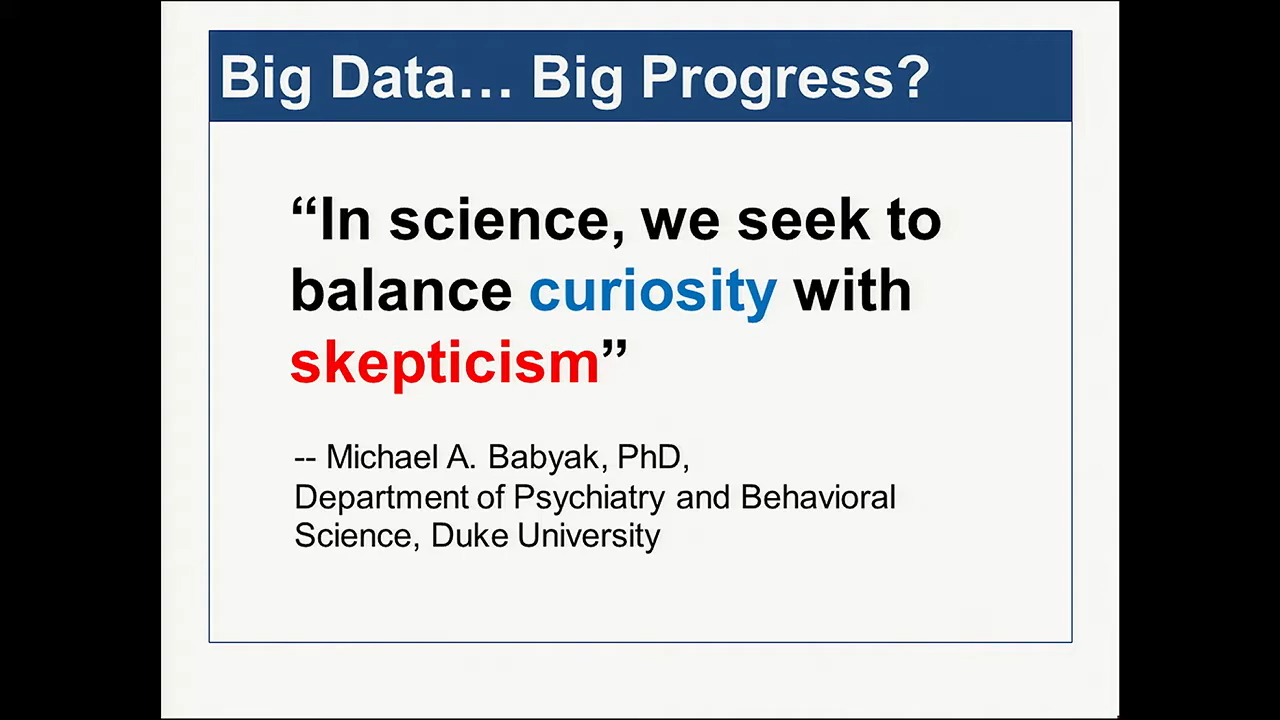 Big Data… Big Progress?
“In science, we seek to
balance curiosity with
skepticism”
-- Michael A. Babyak, PhD,
Department of Psychiatry and Behavioral
Science, Duke University